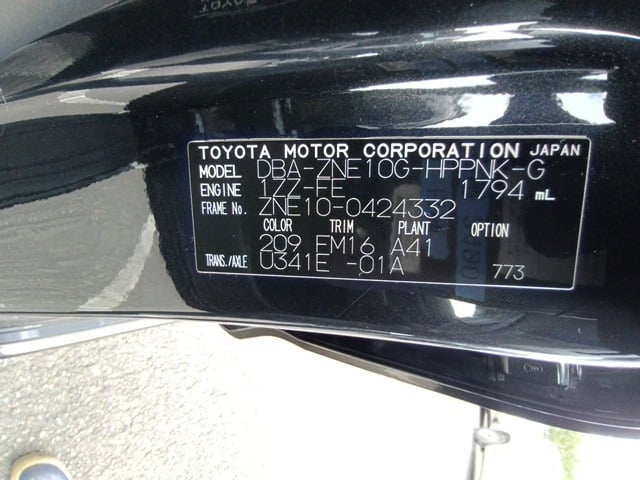 TOYOTA MOTOR CORPORATION JAPAN
MODEL DBA-ZNE10G-HPPNK-G
ENGINE 1ZZ-FE 1794 mL
FRAME No. ZNE10-0424332
COLOR TRIM PLANT OPTION
209 FM16 A41
TRANS./AXLE U341E -01A 773